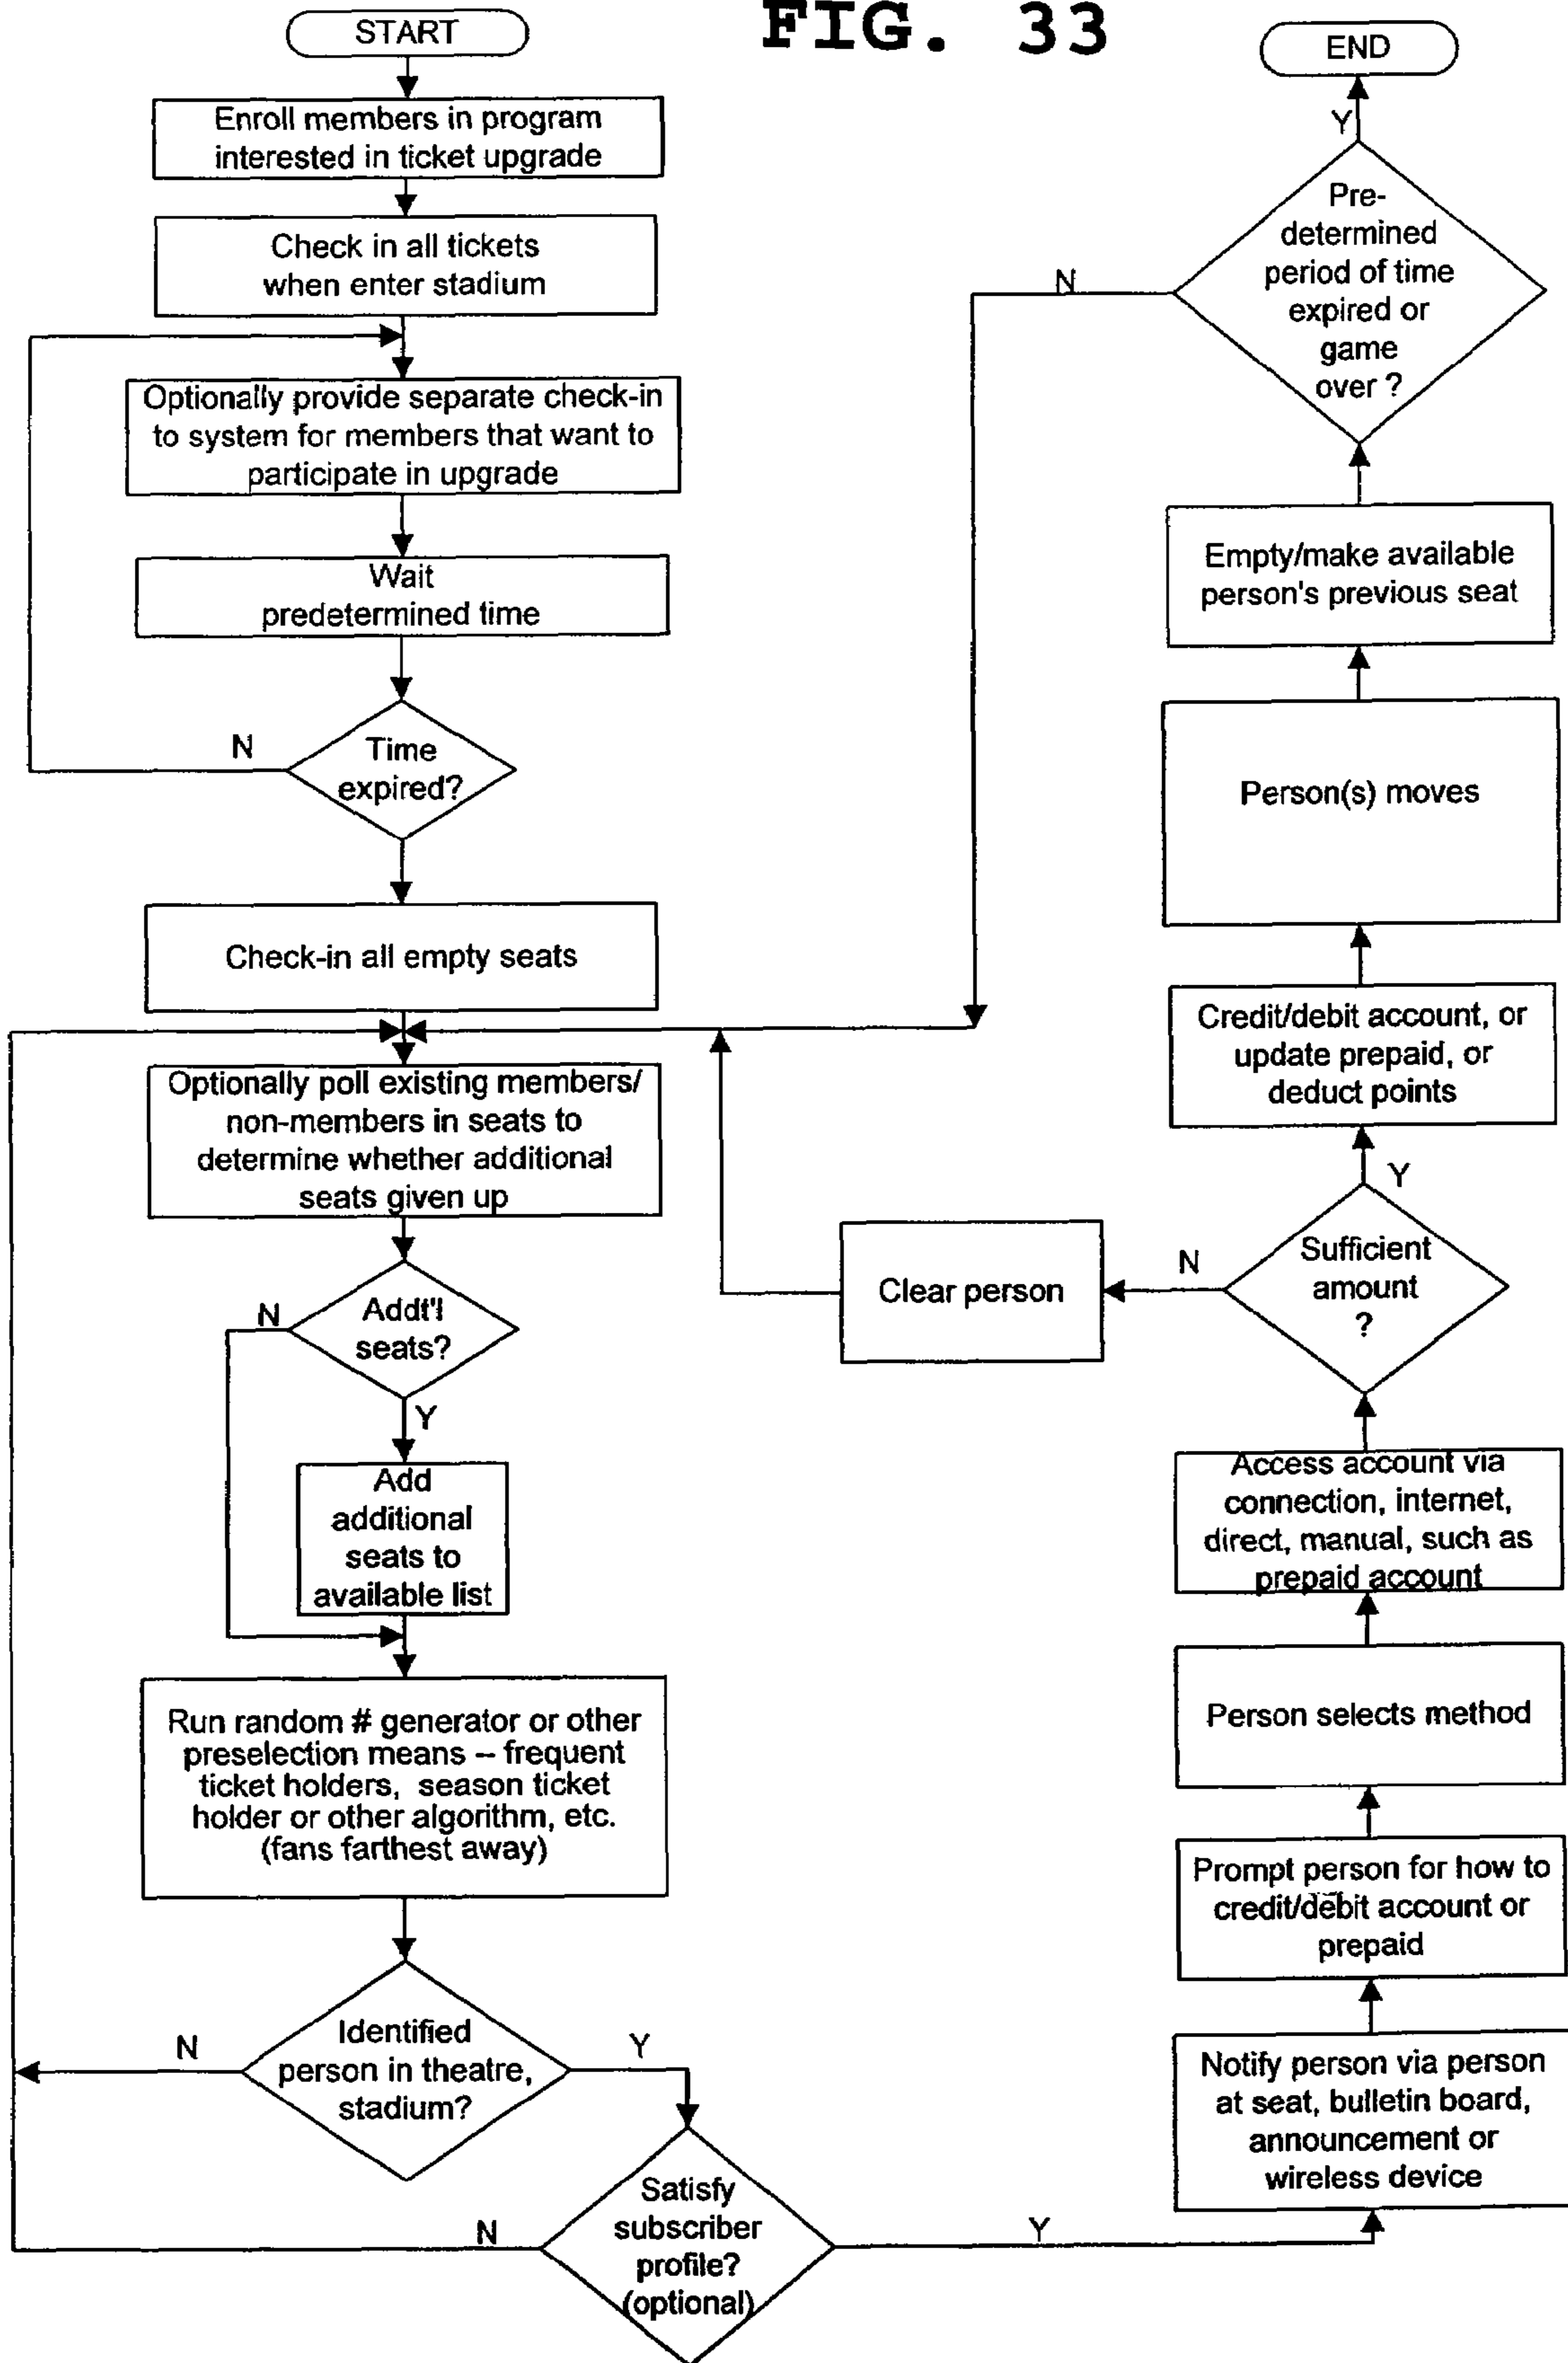 FIG. 33
START
Enroll members in program
interested in ticket upgrade
Check in all tickets
when enter stadium
Optionally provide separate check-in
to system for members that want to
participate in upgrade
Wait
predetermined time
Time
expired?
N
Check-in all empty seats
Optionally poll existing members/
non-members in seats to
determine whether additional
seats given up
Addt'l
seats?
N
Y
Add
additional
seats to
available list
Run random # generator or other
preselection means – frequent
ticket holders, season ticket
holder or other algorithm, etc.
(fans farthest away)
Identified
person in theatre,
stadium?
N
Y
Satisfy
subscriber
profile?
(optional)
N
Y
Notify person via person
at seat, bulletin board,
announcement or
wireless device
Prompt person for how to
credit/debit account or
prepaid
Person selects method
Access account via
connection, internet,
direct, manual, such as
prepaid account
Sufficient
amount
?
N
Clear person
Y
Credit/debit account, or
update prepaid, or
deduct points
Person(s) moves
Empty/make available
person's previous seat
Pre-
determined
period of time
expired or
game
over ?
N
Y
END